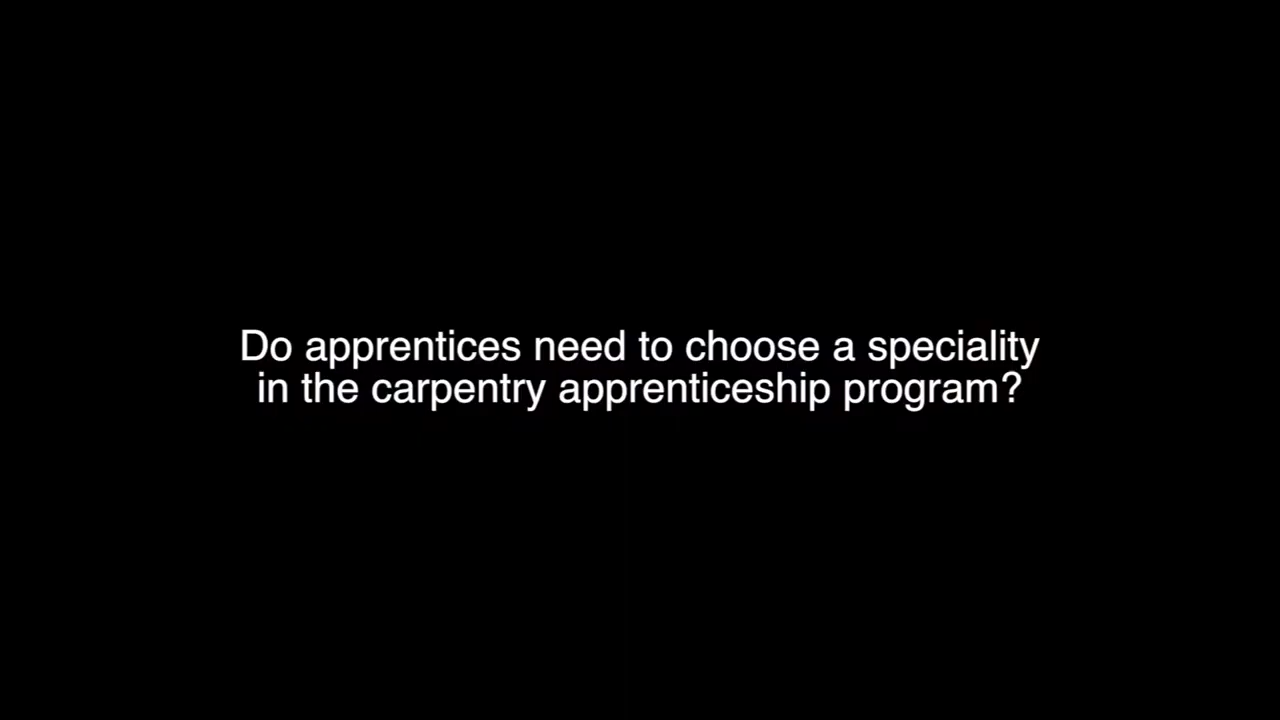 Do apprentices need to choose a speciality
in the carpentry apprenticeship program?